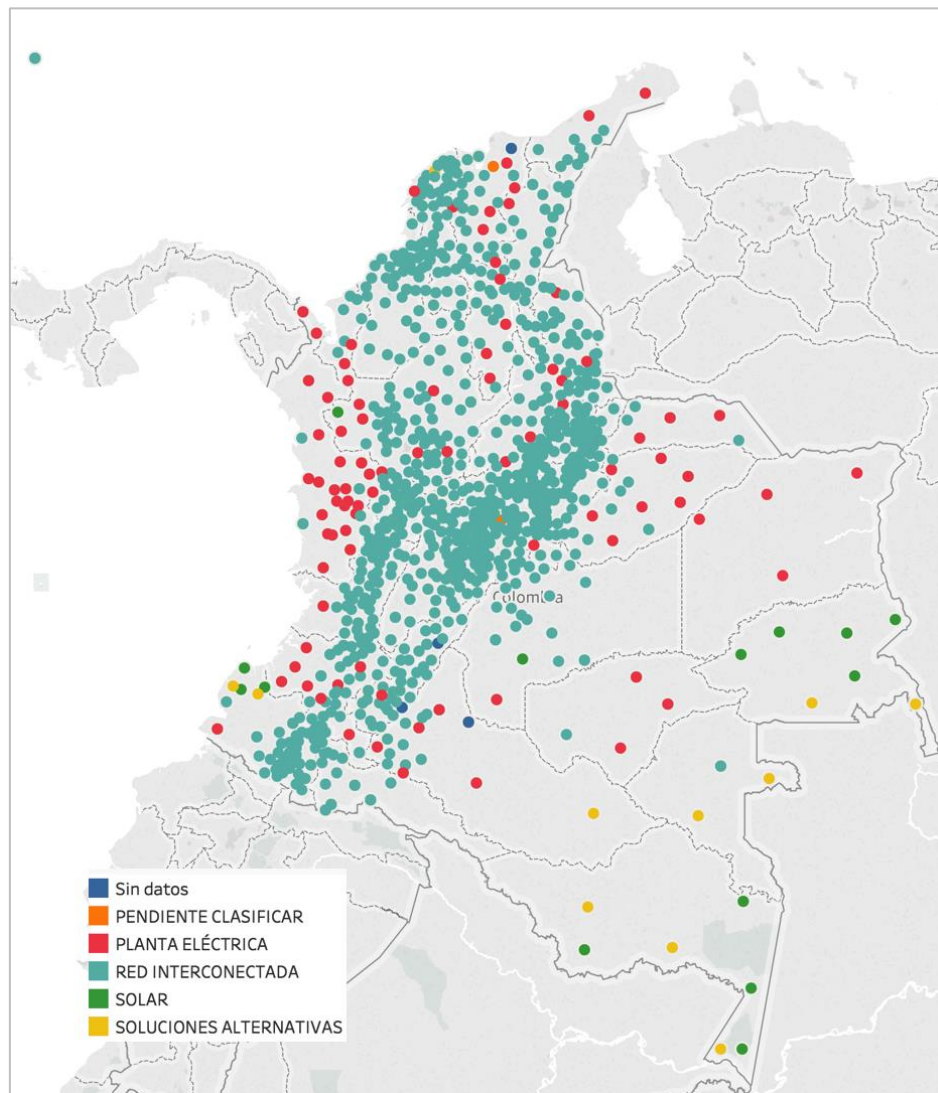 Colombia
Sin datos
PENDIENTE CLASIFICAR
PLANTA ELÉCTRICA
RED INTERCONECTADA
SOLAR
SOLUCIONES ALTERNATIVAS